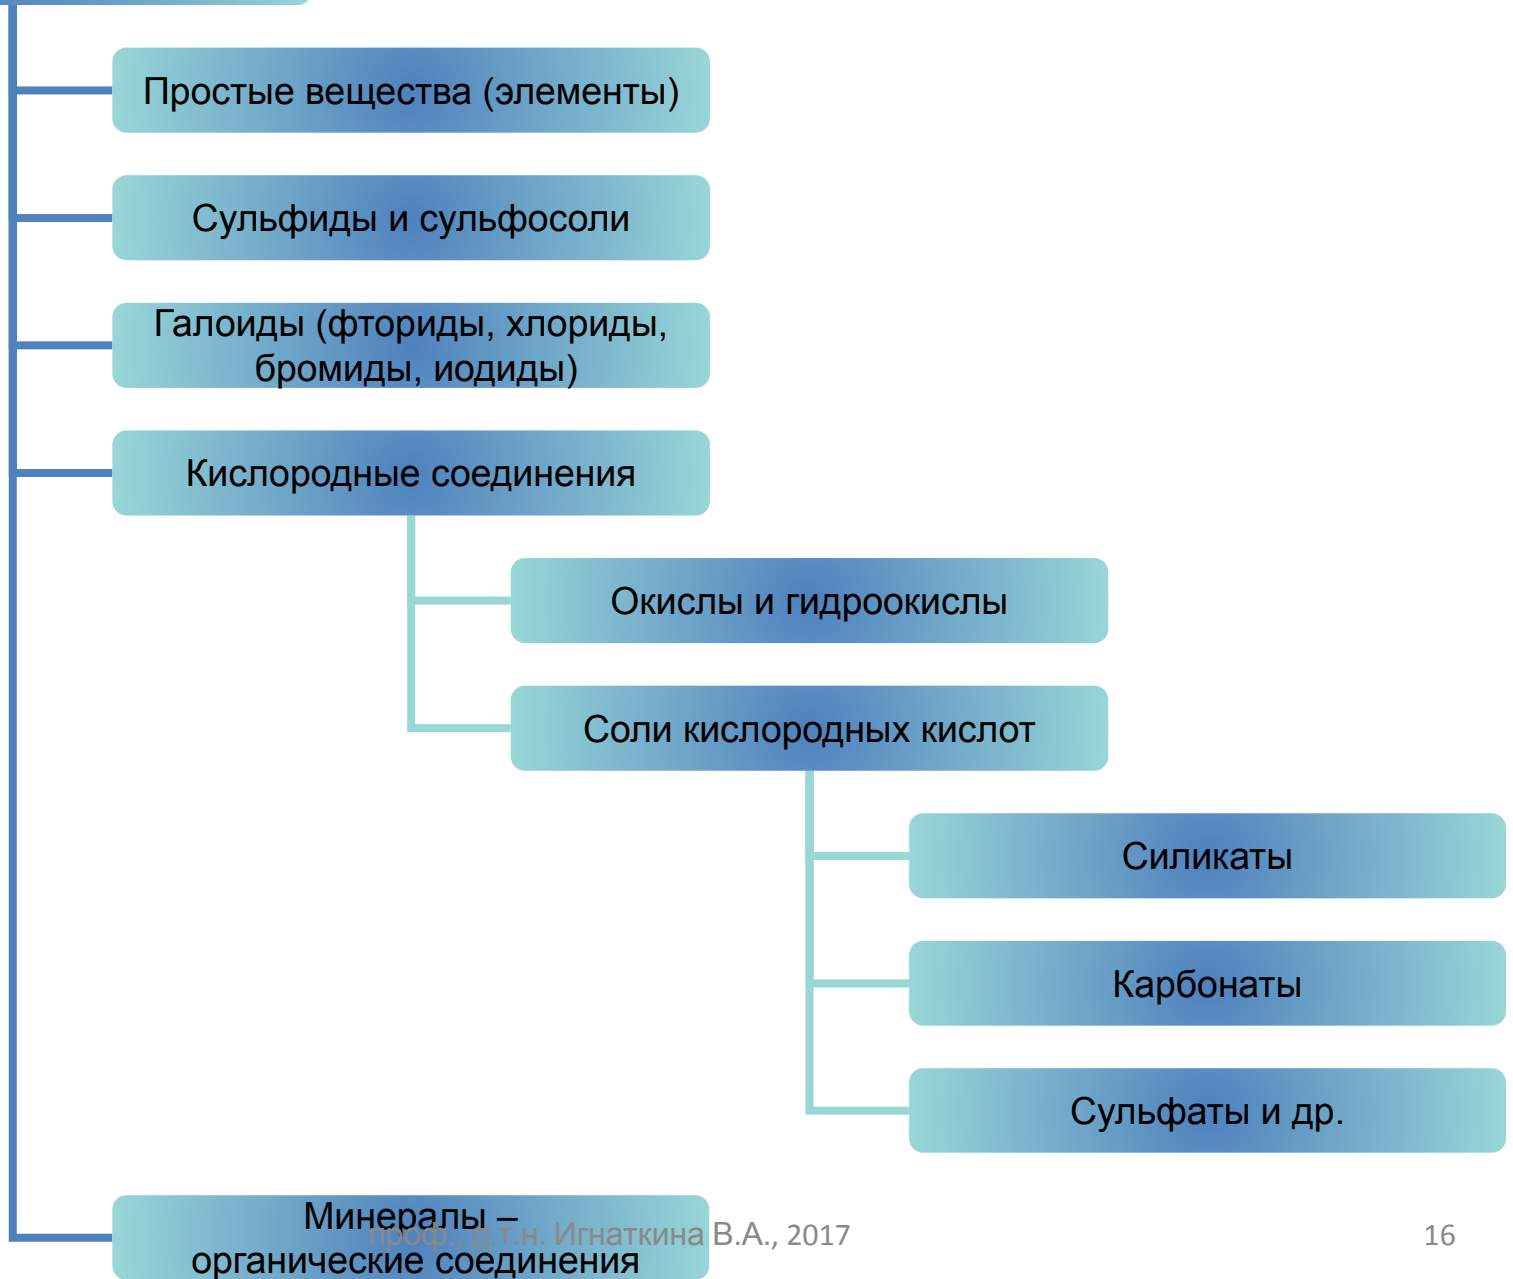 Простые вещества (элементы)
Сульфиды и сульфосоли
Галоиды (фториды, хлориды,
бромиды, иодиды)
Кислородные соединения
Окислы и гидроокислы
Соли кислородных кислот
Силикаты
Карбонаты
Сульфаты и др.
Минералы –
органические соединения
проф., д.т.н. Игнаткина В.А., 2017
16